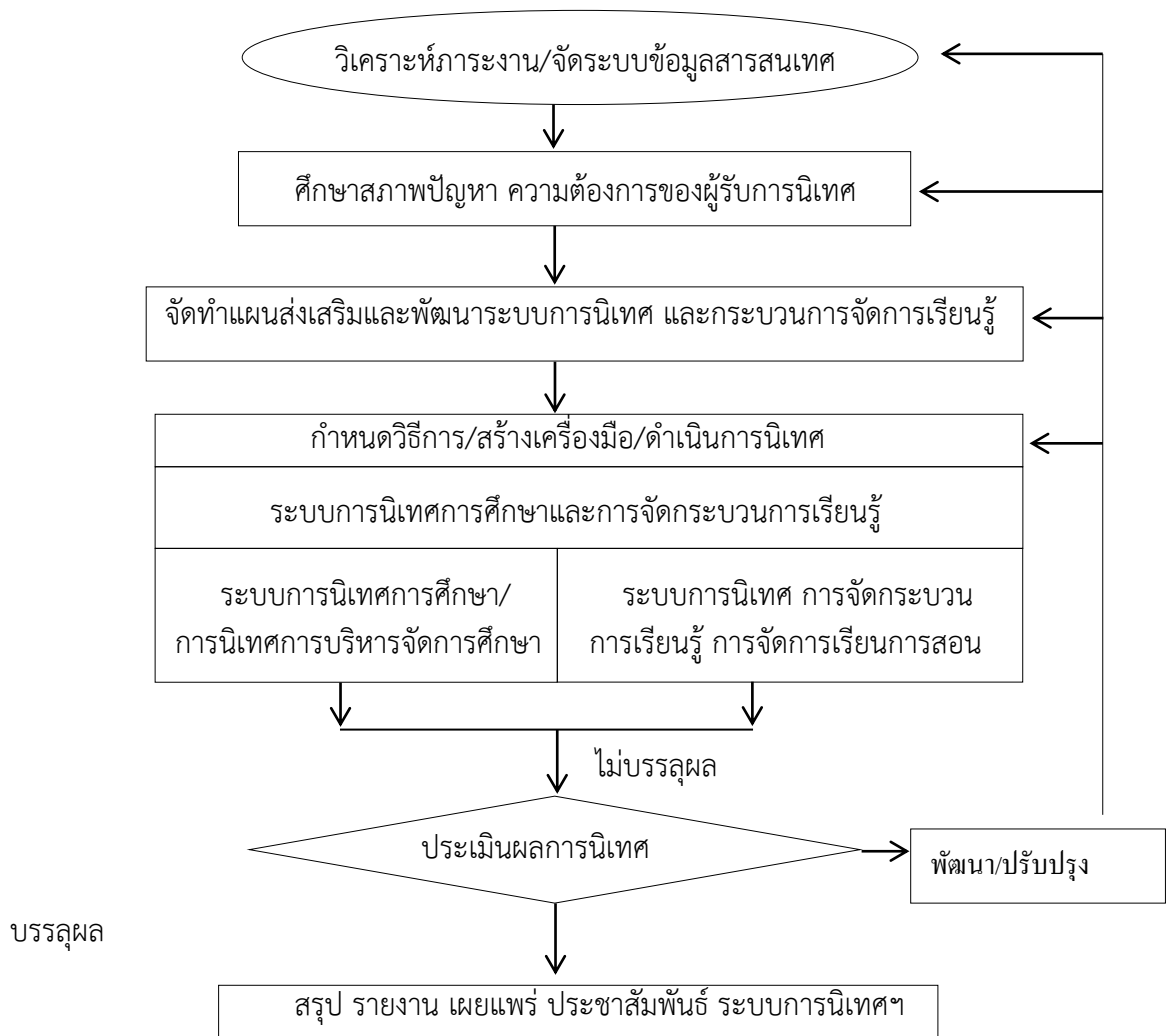 วิเคราะห์ภาระงาน/จัดระบบข้อมูลสารสนเทศ
ศึกษาสภาพปัญหา ความต้องการของผู้รับการนิเทศ
จัดทำแผนส่งเสริมและพัฒนาระบบการนิเทศ และกระบวนการจัดการเรียนรู้
กำหนดวิธีการ/สร้างเครื่องมือ/ดำเนินการนิเทศ
ระบบการนิเทศการศึกษาและการจัดกระบวนการเรียนรู้
ระบบการนิเทศการศึกษา/
การนิเทศการบริหารจัดการศึกษา
ระบบการนิเทศ การจัดกระบวน
การเรียนรู้ การจัดการเรียนการสอน
ไม่บรรลุผล
ประเมินผลการนิเทศ
พัฒนา/ปรับปรุง
บรรลุผล
สรุป รายงาน เผยแพร่ ประชาสัมพันธ์ ระบบการนิเทศฯ